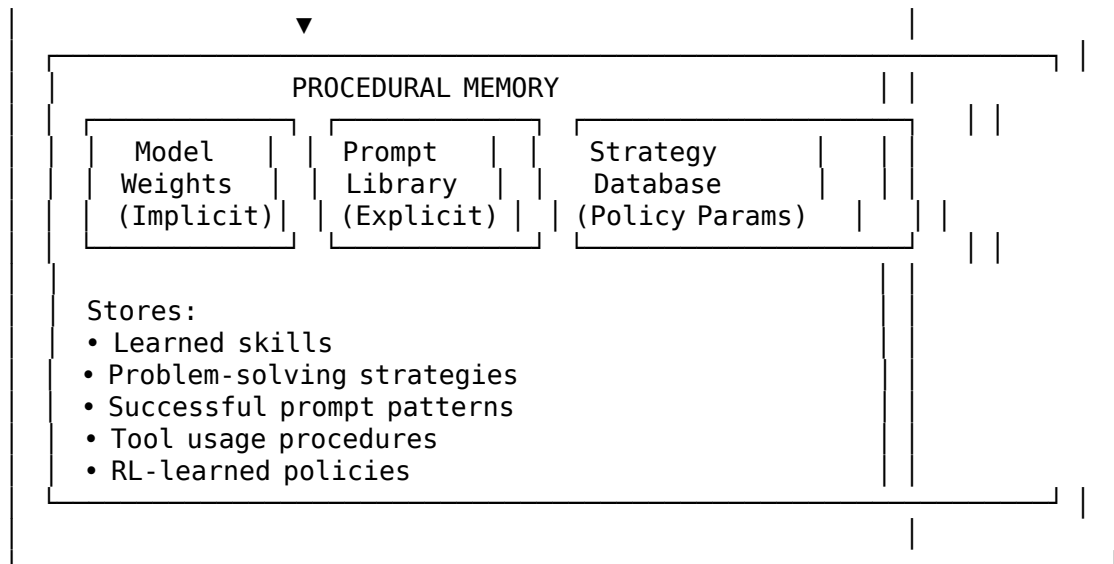 ▼
PROCEDURAL MEMORY
Model Prompt Strategy
Weights Library Database
(Implicit) (Explicit) (Policy Params)
Stores:
• Learned skills
• Problem-solving strategies
• Successful prompt patterns
• Tool usage procedures
• RL-learned policies